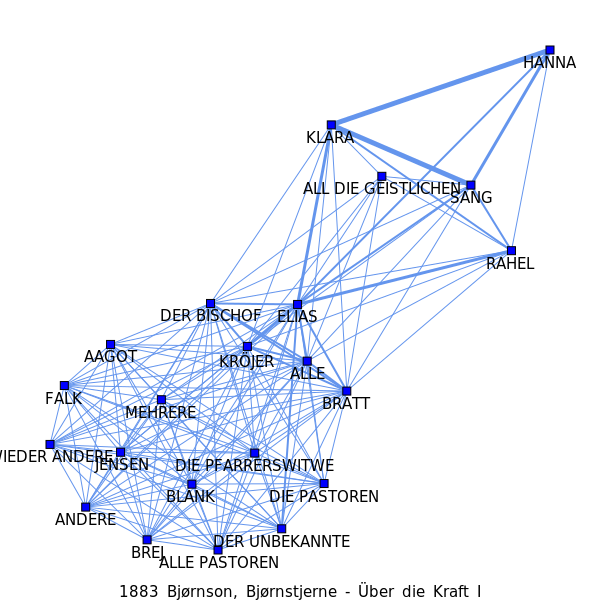 HANNA
KLARA
ALL DIE GEISTLICHEN
SANG
RAHEL
DER BISCHOF
ELIAS
AAGOT
KRÖJER
ALLE
FALK
MEHRERE
BRATT
WIEDER ANDERE
JENSEN
DIE PFARRERSWITWE
BLANK
DIE PASTOREN
ANDERE
DER UNBEKANNTE
BREJ
ALLE PASTOREN
1883 Bjørnson, Bjørnstjerne - Über die Kraft I